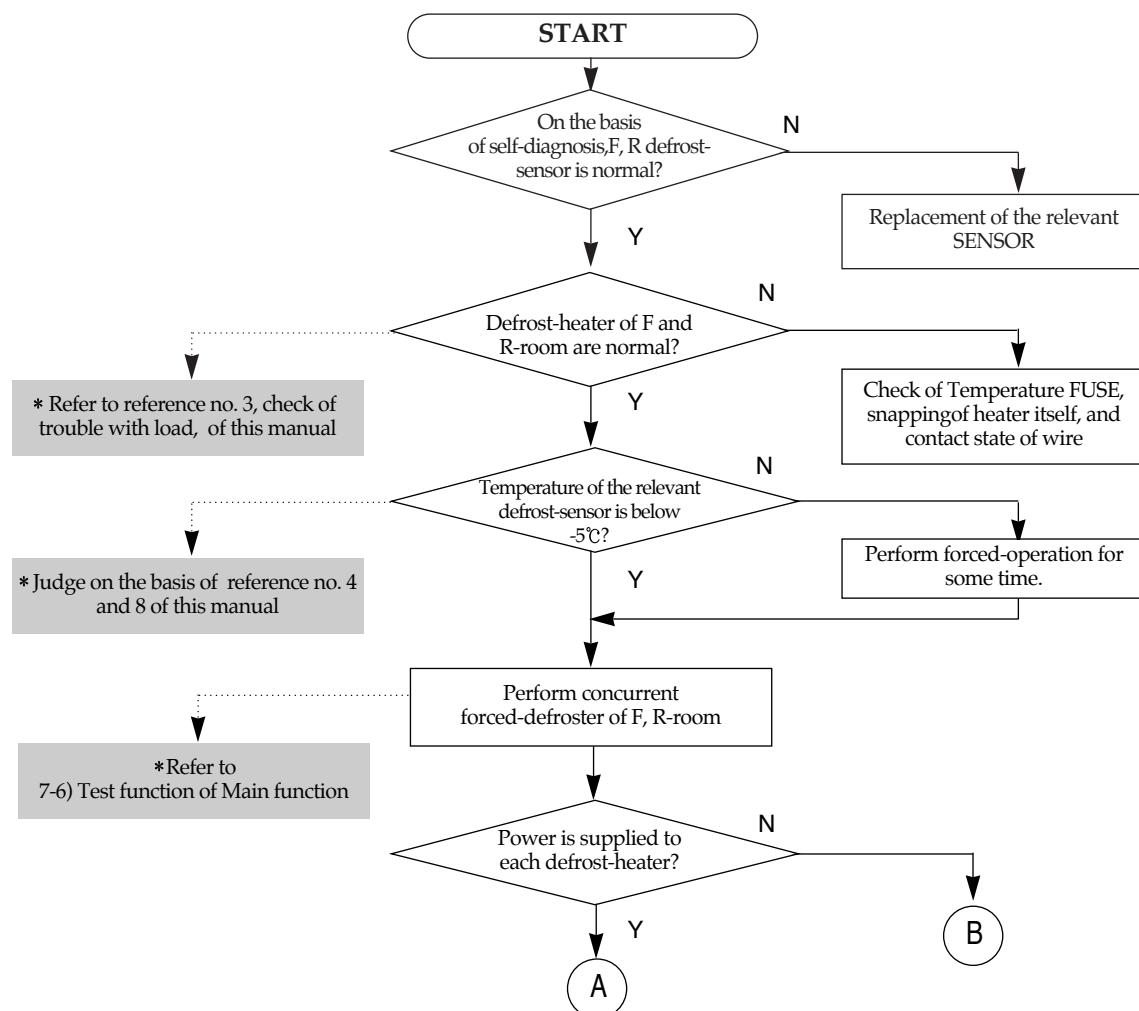 START
On the basis
of self-diagnosis,F, R defrost-
sensor is normal?
N
Replacement of the relevant
SENSOR
Y
Defrost-heater of F and
R-room are normal?
N
* Refer to reference no. 3, check of
trouble with load, of this manual
Check of Temperature FUSE,
snappingof heater itself, and
contact state of wire
Y
Temperature of the relevant
defrost-sensor is below
-5℃?
N
* Judge on the basis of reference no. 4
and 8 of this manual
Perform forced-operation for
some time.
Y
Perform concurrent
forced-defroster of F, R-room
*Refer to
7-6) Test function of Main function
Power is supplied to
each defrost-heater?
N
Y
B
A